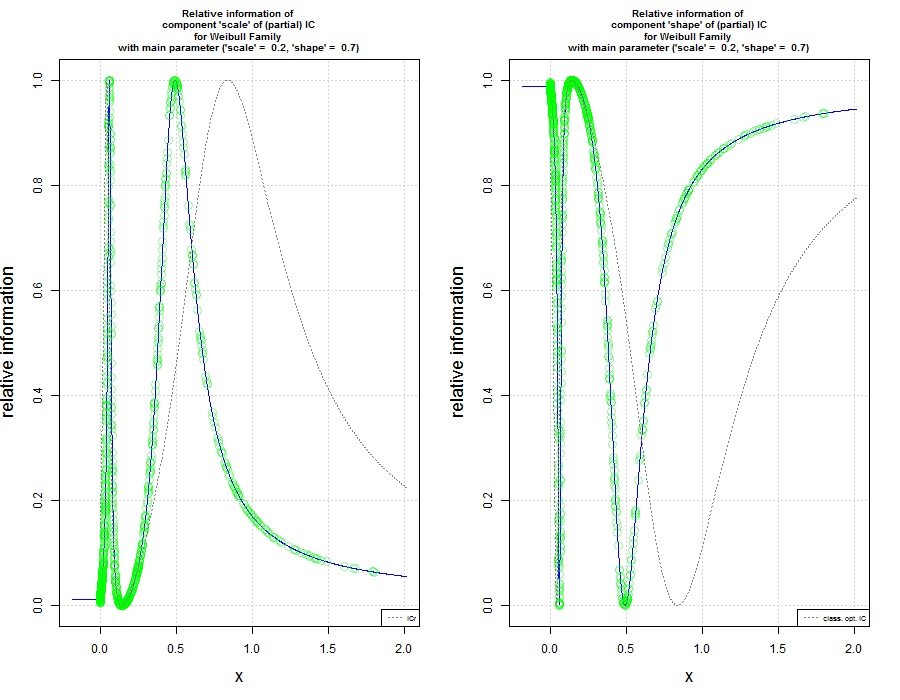 Relative information of
component 'scale' of (partial) IC
for Weibull Family
with main parameter ('scale' = 0.2, 'shape' = 0.7)
relative information
1.0
0.8
0.6
0.4
0.2
0.0
0.0 0.5 1.0 1.5 2.0
x
ICr
Relative information of
component 'shape' of (partial) IC
for Weibull Family
with main parameter ('scale' = 0.2, 'shape' = 0.7)
relative information
1.0
0.8
0.6
0.4
0.2
0.0
0.0 0.5 1.0 1.5 2.0
x
class. opt. IC